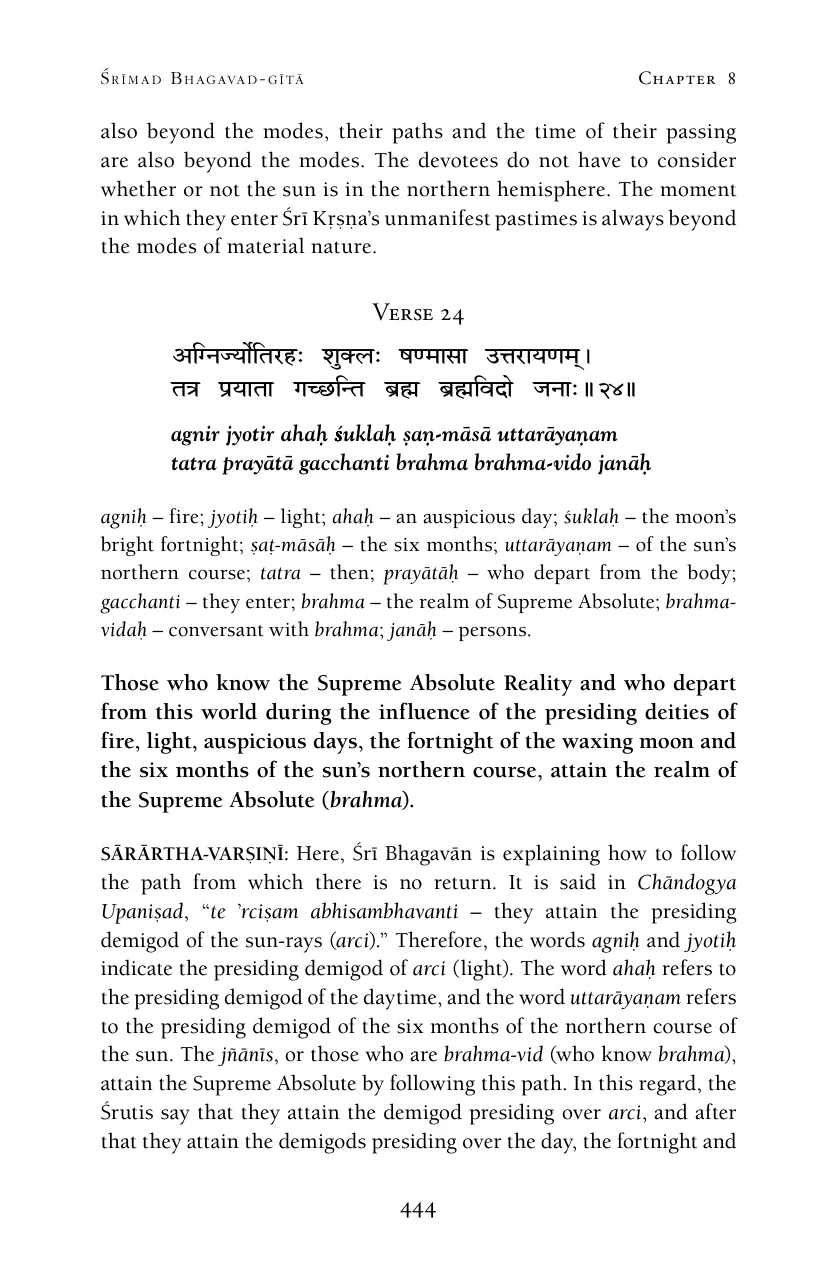 Śrīmad Bhagavad-gītā Chapter 8
also beyond the modes, their paths and the time of their passing
are also beyond the modes. The devotees do not have to consider
whether or not the sun is in the northern hemisphere. The moment
in which they enter Śrī Kṛṣṇa’s unmanifest pastimes is always beyond
the modes of material nature.
Verse 24
अग्निर्ज्योतिरहः शुक्लः षण्मासा उत्तरायणम्।
तत्र प्रयाता गच्छन्ति ब्रह्म ब्रह्मविदो जनाः॥२४॥
agnir jyotir ahaḥ śuklaḥ ṣaṇ-māsā uttarāyaṇam
tatra prayātā gacchanti brahma brahma-vido janāḥ
agniḥ – fire; jyotiḥ – light; ahaḥ – an auspicious day; śuklaḥ – the moon’s
bright fortnight; ṣaṭ-māsāḥ – the six months; uttarāyaṇam – of the sun’s
northern course; tatra – then; prayātāḥ – who depart from the body;
gacchanti – they enter; brahma – the realm of Supreme Absolute; brahma-
vidaḥ – conversant with brahma; janāḥ – persons.
Those who know the Supreme Absolute Reality and who depart
from this world during the influence of the presiding deities of
fire, light, auspicious days, the fortnight of the waxing moon and
the six months of the sun’s northern course, attain the realm of
the Supreme Absolute (brahma).
SĀRĀRTHA-VARṢIṆĪ: Here, Śrī Bhagavān is explaining how to follow
the path from which there is no return. It is said in Chāndogya
Upaniṣad, “te ’rciṣam abhisambhavanti – they attain the presiding
demigod of the sun-rays (arci).” Therefore, the words agniḥ and jyotiḥ
indicate the presiding demigod of arci (light). The word ahaḥ refers to
the presiding demigod of the daytime, and the word uttarāyaṇam refers
to the presiding demigod of the six months of the northern course of
the sun. The jñānīs, or those who are brahma-vid (who know brahma),
attain the Supreme Absolute by following this path. In this regard, the
Śrutis say that they attain the demigod presiding over arci, and after
that they attain the demigods presiding over the day, the fortnight and
444